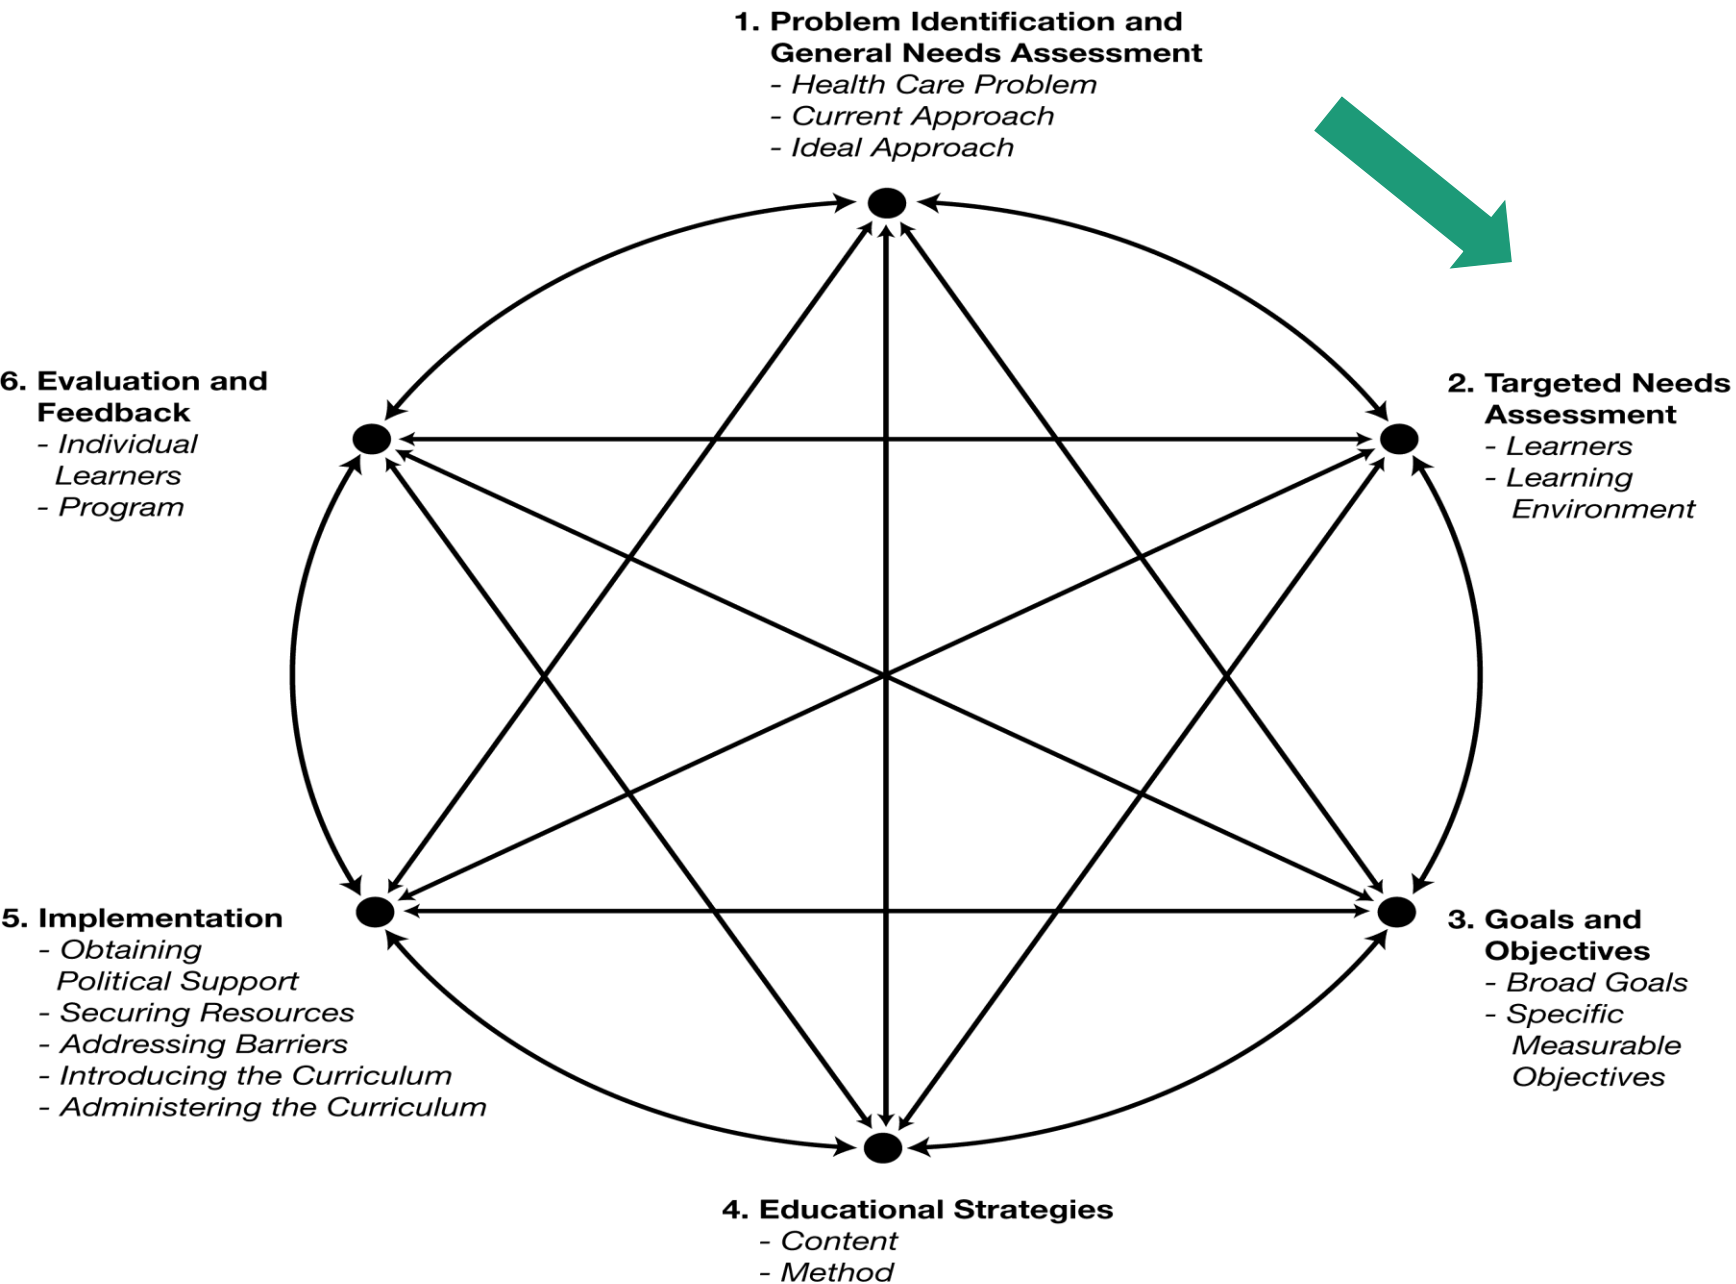 1. Problem Identification and
General Needs Assessment
- Health Care Problem
- Current Approach
- Ideal Approach
6. Evaluation and
Feedback
- Individual
Learners
- Program
2. Targeted Needs
Assessment
- Learners
- Learning
Environment
5. Implementation
- Obtaining
Political Support
- Securing Resources
- Addressing Barriers
- Introducing the Curriculum
- Administering the Curriculum
3. Goals and
Objectives
- Broad Goals
- Specific
Measurable
Objectives
4. Educational Strategies
- Content
- Method